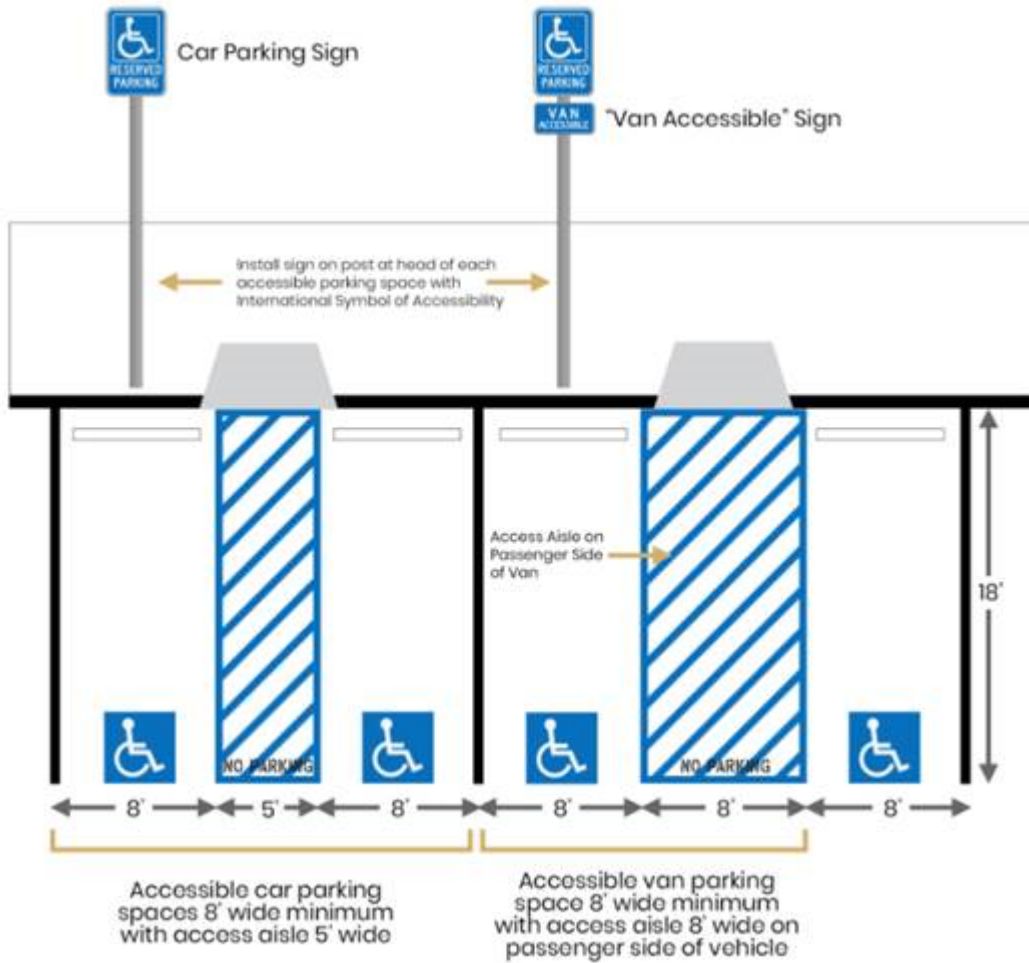 RESERVED
PARKING
Car Parking Sign
RESERVED
PARKING
VAN
ACCESSIBLE
"Van Accessible" Sign
Install sign on post at head of each
accessible parking space with
International Symbol of Accessibility
Access Aisle on
Passenger Side
of Van
18'
NO PARKING
NO PARKING
8'
5'
8'
8'
8'
8'
Accessible car parking
spaces 8' wide minimum
with access aisle 5' wide
Accessible van parking
space 8' wide minimum
with access aisle 8' wide on
passenger side of vehicle